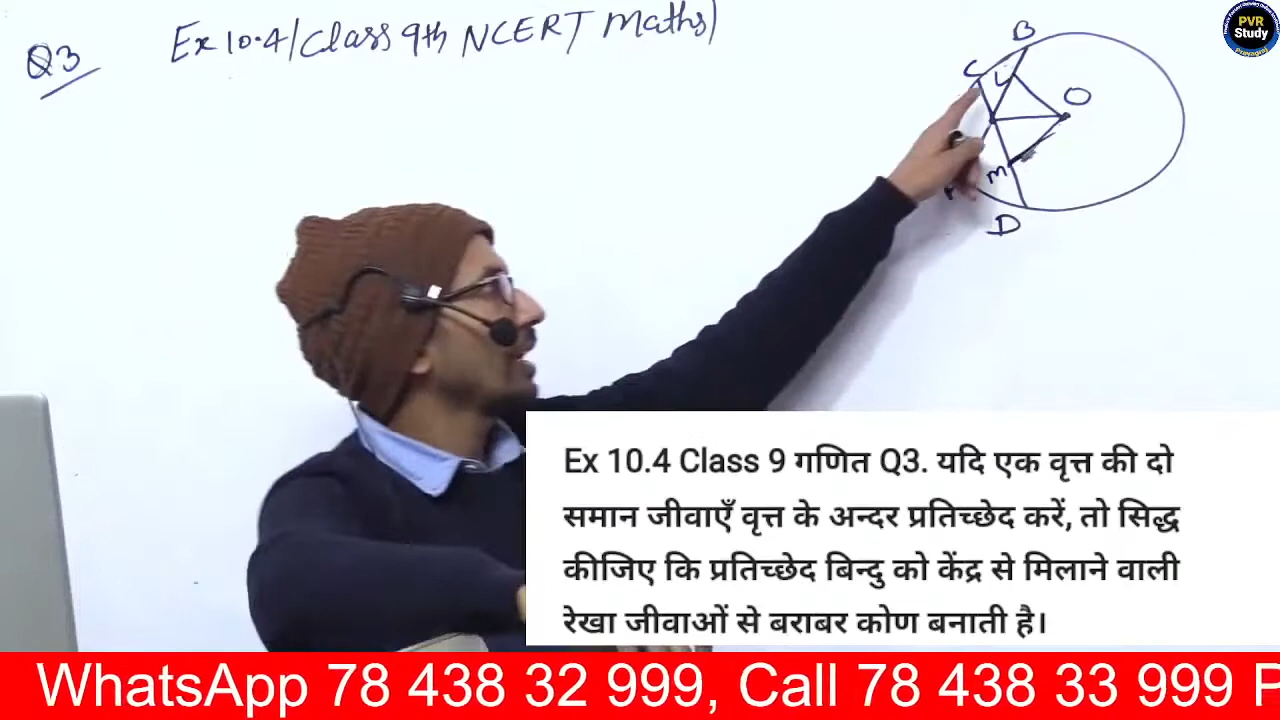 Q3 Ex 10.4/Class 9th NCERT Maths)
PVR
Study
Prayagraj
B
C
L
O
M
D
Ex 10.4 Class 9 गणित Q3. यदि एक वृत्त की दो
समान जीवाएँ वृत्त के अन्दर प्रतिच्छेद करें, तो सिद्ध
कीजिए कि प्रतिच्छेद बिन्दु को केंद्र से मिलाने वाली
रेखा जीवाओं से बराबर कोण बनाती है।
WhatsApp 78 438 32 999, Call 78 438 33 999 P